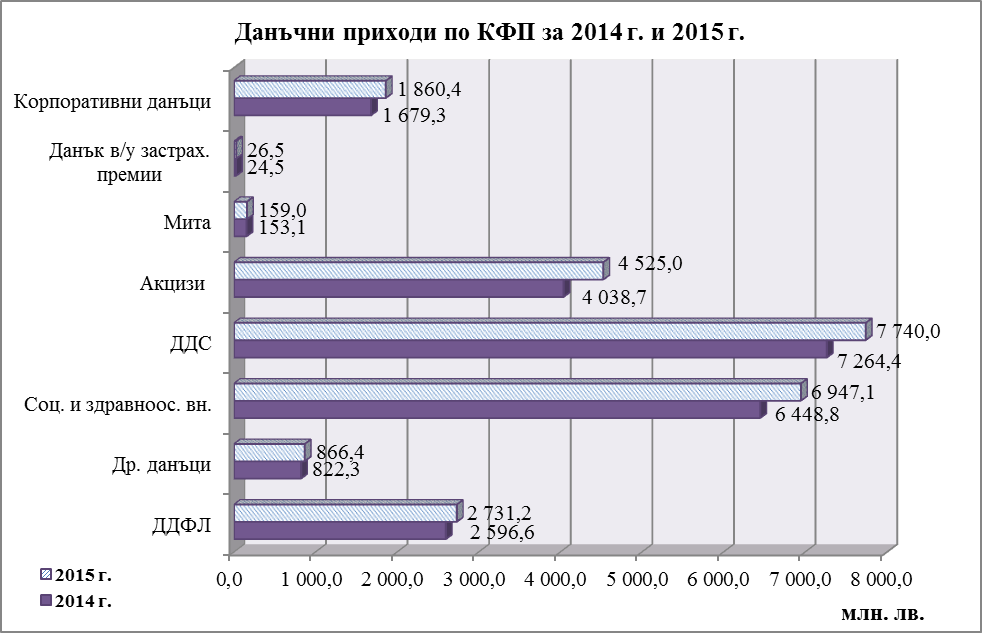 Данъчни приходи по КФП за 2014 г. и 2015 г.
Корпоративни данъци
1 860,4
1 679,3
Данък в/у застрах.
премии
26,5
24,5
Мита
159,0
153,1
Акцизи
4 525,0
4 038,7
ДДС
7 740,0
7 264,4
Соц. и здравноос. вн.
6 947,1
6 448,8
Др. данъци
866,4
822,3
ДДФЛ
2 731,2
2 596,6
0,0 1 000,0 2 000,0 3 000,0 4 000,0 5 000,0 6 000,0 7 000,0 8 000,0
2015 г.
2014 г.
млн. лв.